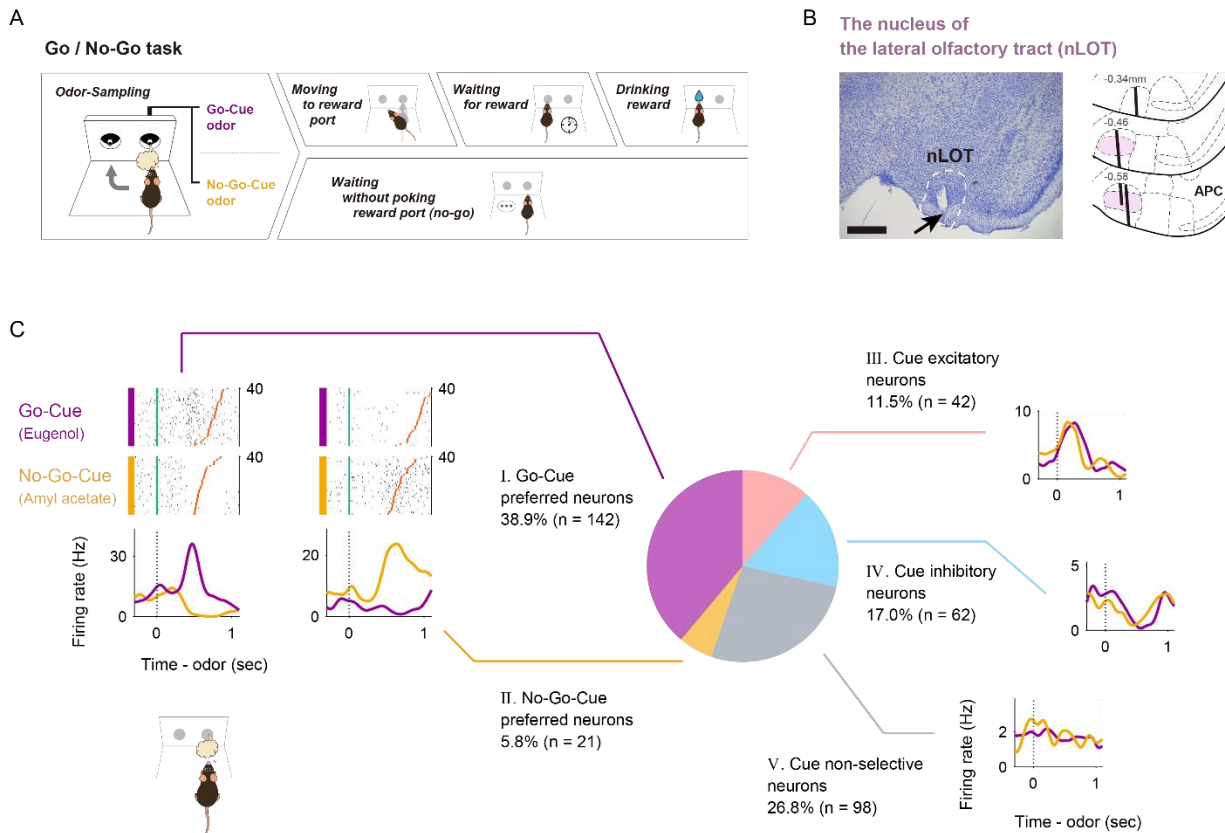 A
Go / No-Go task
Odor-Sampling
Go-Cue
odor
No-Go-Cue
odor
Moving
to reward
port
Waiting
for reward
Drinking
reward
Waiting
without poking
reward port (no-go)
B
The nucleus of
the lateral olfactory tract (nLOT)
nLOT
-0.34mm
-0.46
-0.58
APC
C
Go-Cue
(Eugenol)
No-Go-Cue
(Amyl acetate)
40
40
40
40
Firing rate (Hz)
30
0
0
1
20
0
0
1
Time - odor (sec)
I. Go-Cue
preferred neurons
38.9% (n = 142)
II. No-Go-Cue
preferred neurons
5.8% (n = 21)
III. Cue excitatory
neurons
11.5% (n = 42)
10
0
0
1
IV. Cue inhibitory
neurons
17.0% (n = 62)
5
0
0
1
V. Cue non-selective
neurons
26.8% (n = 98)
Firing rate (Hz)
2
0
0
1
Time - odor (sec)